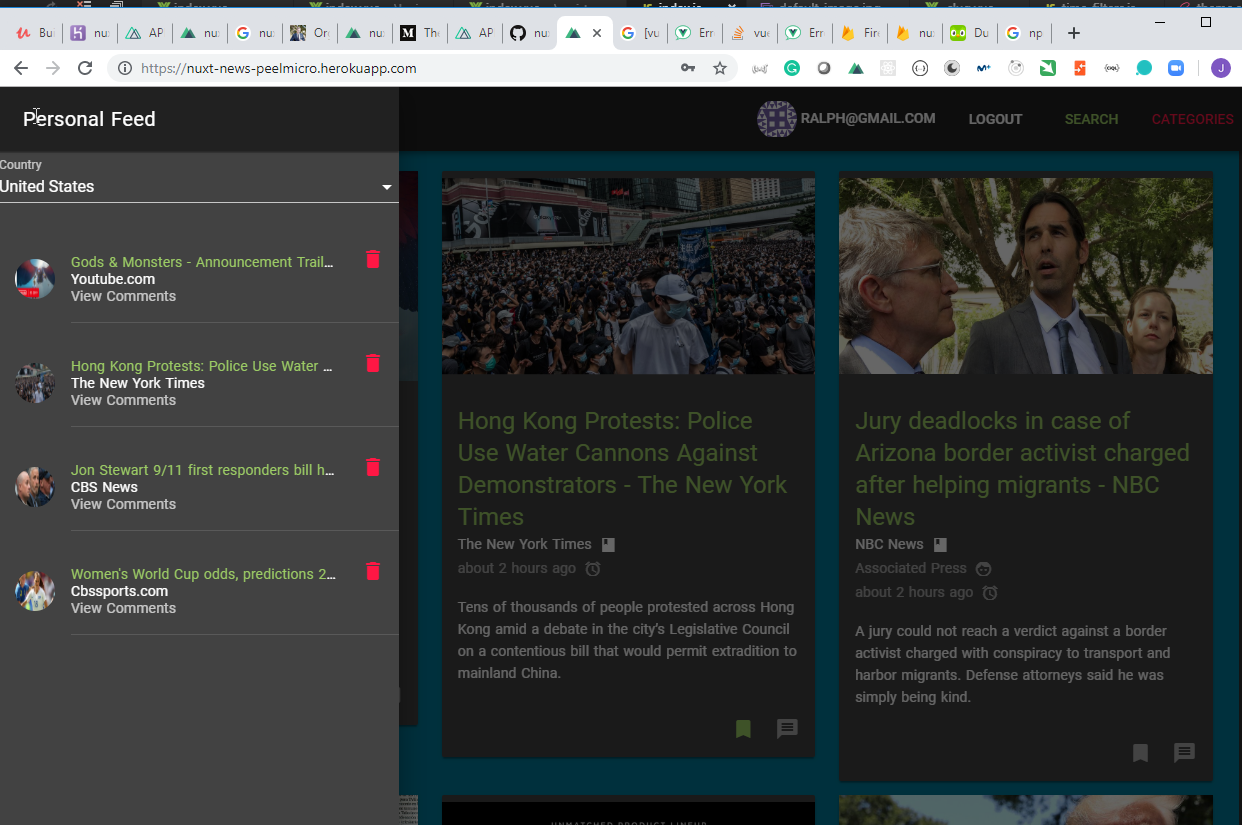 Bu
nu
AP
nu
nu
Org
nu
The
AP
nu
[vu
Err
vue
Err
Fire
nu
Du
np
https://nuxt-news-peelmicro.herokuapp.com
J
Personal Feed
RALPH@GMAIL.COM
LOGOUT
SEARCH
CATEGORIES
Country
United States
Gods & Monsters - Announcement Trail...
Youtube.com
View Comments
Hong Kong Protests: Police Use Water ...
The New York Times
View Comments
Jon Stewart 9/11 first responders bill h...
CBS News
View Comments
Women's World Cup odds, predictions 2...
Cbssports.com
View Comments
Hong Kong Protests: Police
Use Water Cannons Against
Demonstrators - The New York
Times
The New York Times
about 2 hours ago
Tens of thousands of people protested across Hong
Kong amid a debate in the city's Legislative Council
on a contentious bill that would permit extradition to
mainland China.
Jury deadlocks in case of
Arizona border activist charged
after helping migrants - NBC
News
NBC News
Associated Press
about 2 hours ago
A jury could not reach a verdict against a border
activist charged with conspiracy to transport and
harbor migrants. Defense attorneys said he was
simply being kind.
UNMATCHED PRODUCT LINEUP